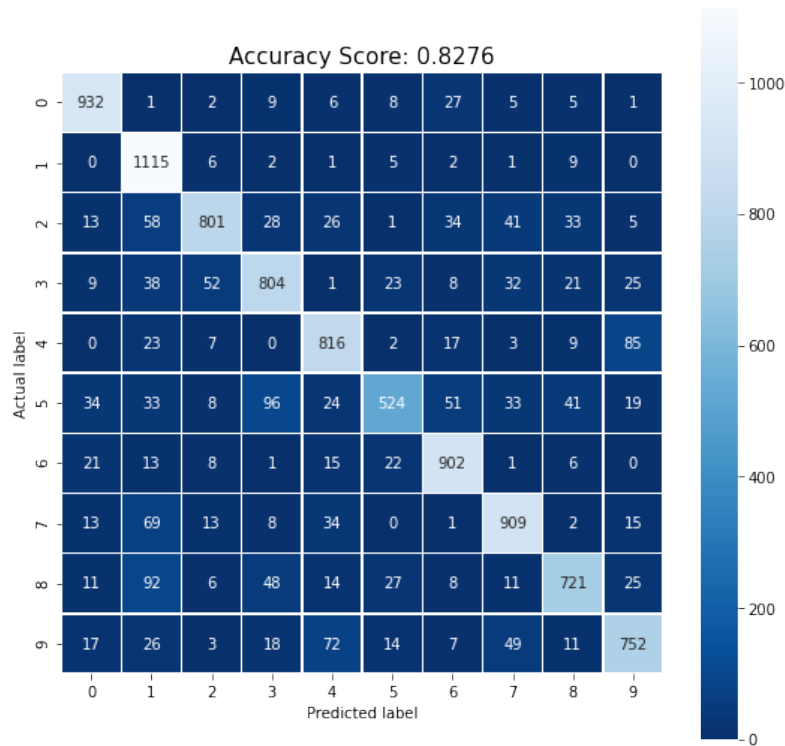 Accuracy Score: 0.8276
0 932 1 2 9 6 8 27 5 5 1
1 0 1115 6 2 1 5 2 1 9 0
2 13 58 801 28 26 1 34 41 33 5
3 9 38 52 804 1 23 8 32 21 25
4 0 23 7 0 816 2 17 3 9 85
5 34 33 8 96 24 524 51 33 41 19
6 21 13 8 1 15 22 902 1 6 0
7 13 69 13 8 34 0 1 909 2 15
8 11 92 6 48 14 27 8 11 721 25
9 17 26 3 18 72 14 7 49 11 752
0 1 2 3 4 5 6 7 8 9
Predicted label
Actual label
1000
800
600
400
200
0